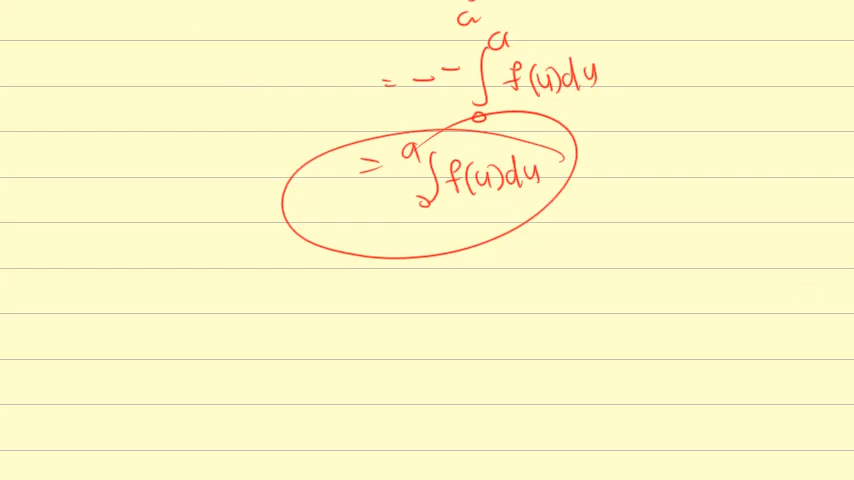 a
= - - ∫₀ᵃ f(u)du
= ∫₀ᵃ f(u)du